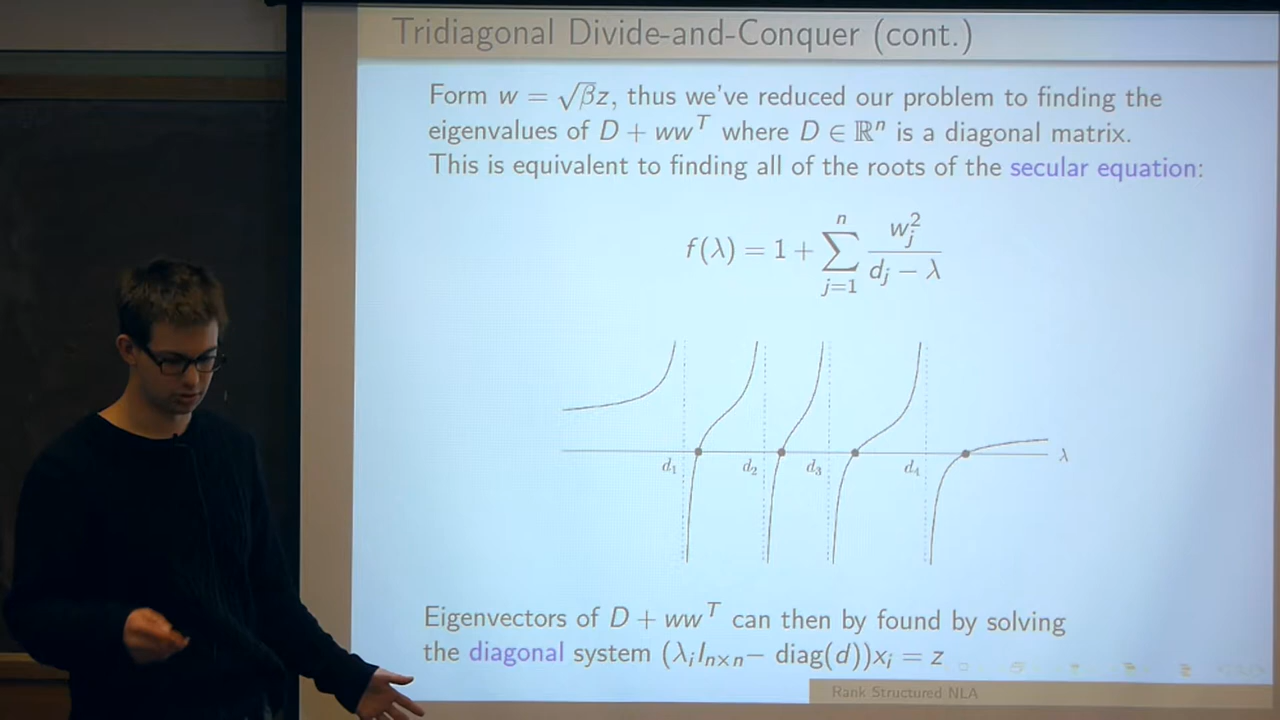 Tridiagonal Divide-and-Conquer (cont.)
Form w = √βz, thus we've reduced our problem to finding the
eigenvalues of D + ww^T where D ∈ ℝ^n is a diagonal matrix.
This is equivalent to finding all of the roots of the secular equation:
f(λ) = 1 + ∑_{j=1}^{n} w_j^2 / (d_j − λ)
d₁ d₂ d₃ d₄ λ
Eigenvectors of D + ww^T can then by found by solving
the diagonal system (λ_i I_{n×n} − diag(d))x_i = z
Rank Structured NLA